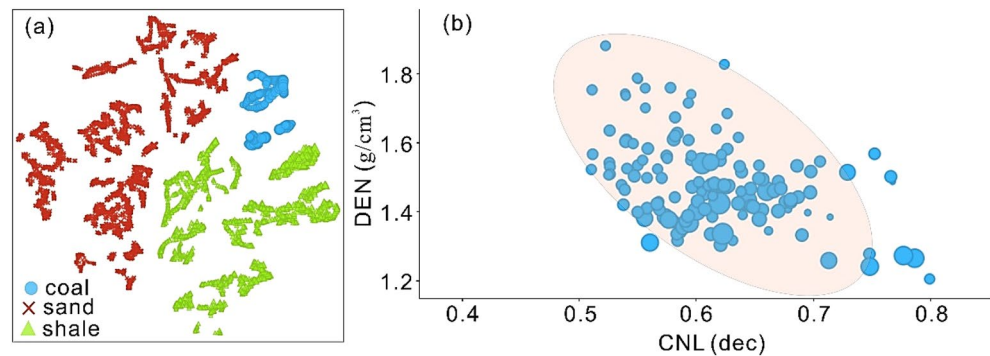 (a)
coal
sand
shale
(b)
DEN (g/cm³)
1.8
1.6
1.4
1.2
0.4 0.5 0.6 0.7 0.8
CNL (dec)